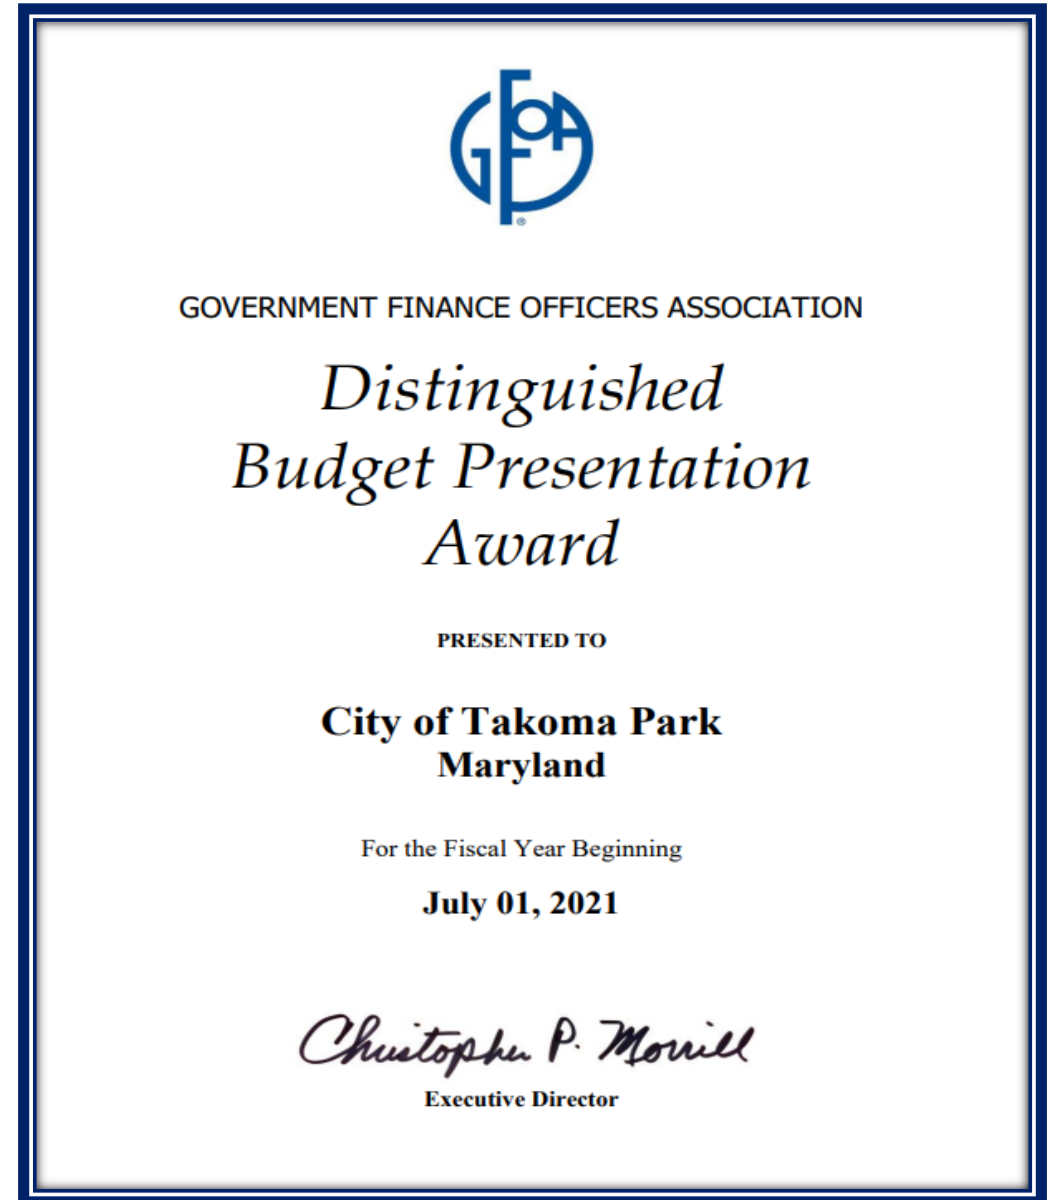 GFOA
®
GOVERNMENT FINANCE OFFICERS ASSOCIATION
Distinguished
Budget Presentation
Award
PRESENTED TO
City of Takoma Park
Maryland
For the Fiscal Year Beginning
July 01, 2021
Christopher P. Morrill
Executive Director